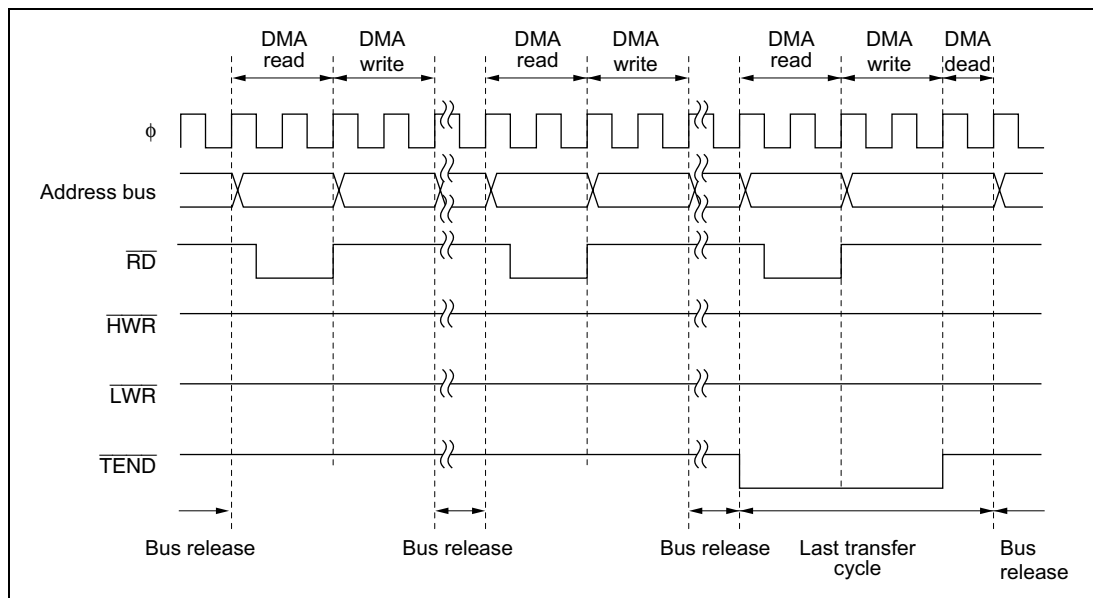 DMA read
DMA write
DMA read
DMA write
DMA read
DMA write
DMA dead
ϕ
Address bus
RD
HWR
LWR
TEND
Bus release
Bus release
Bus release
Last transfer cycle
Bus release